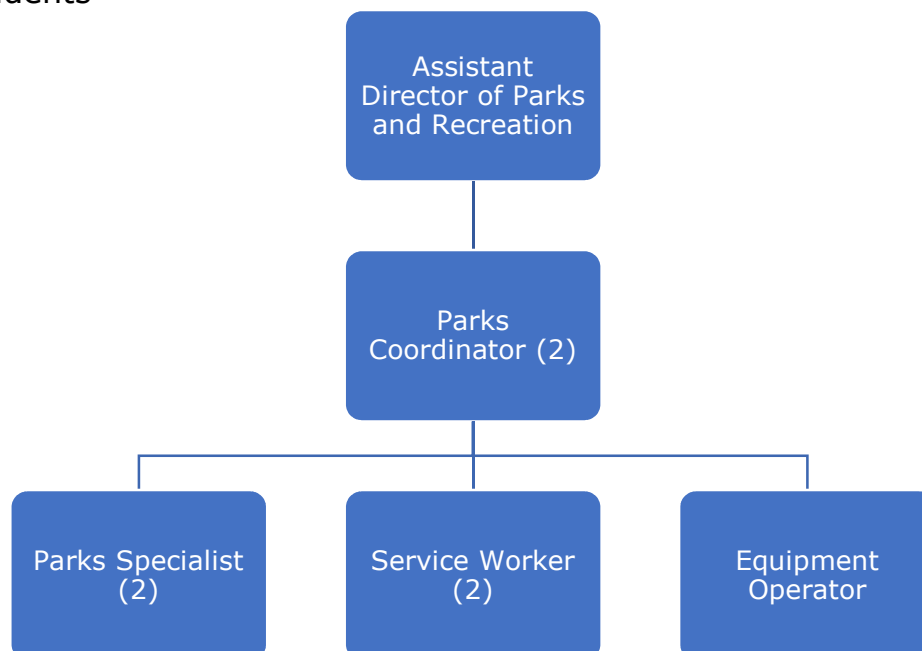 Assistant
Director of Parks
and Recreation
Parks
Coordinator (2)
Parks Specialist
(2)
Service Worker
(2)
Equipment
Operator